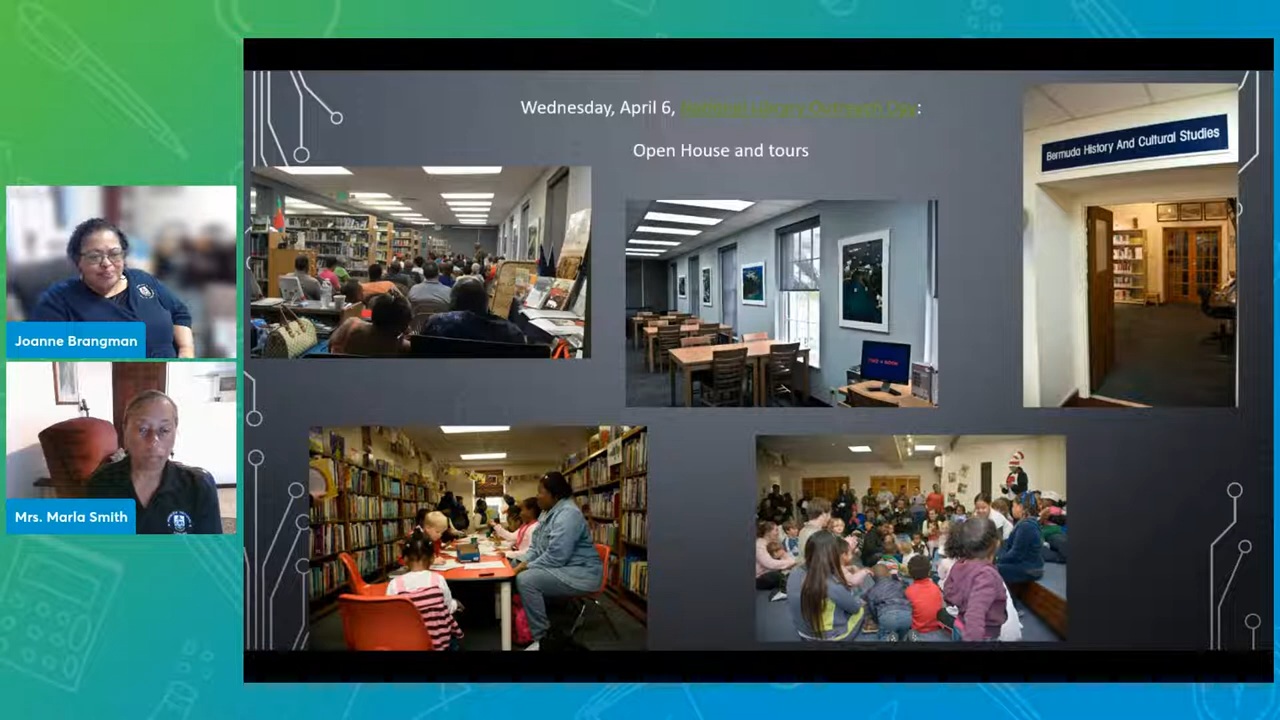 Wednesday, April 6, National Library Outreach Day:
Open House and tours
Bermuda History And Cultural Studies
Joanne Brangman
Mrs. Marla Smith